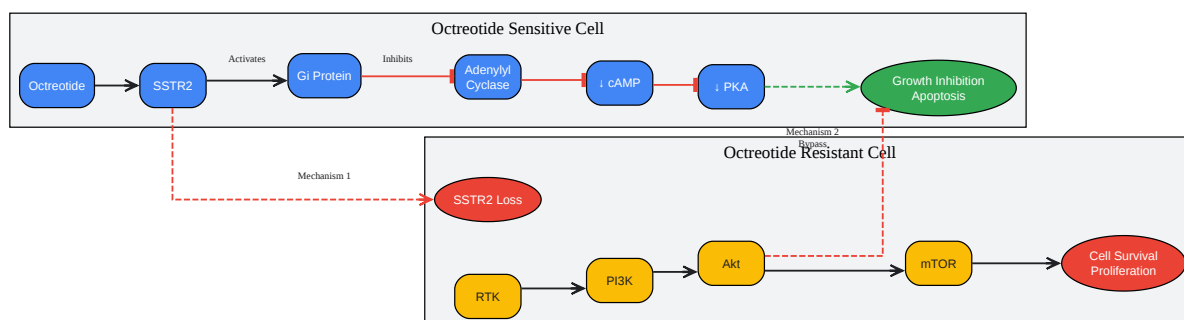 Octreotide Sensitive Cell
Octreotide
SSTR2
Activates
Gi Protein
Inhibits
Adenylyl
Cyclase
↓ cAMP
↓ PKA
Growth Inhibition
Apoptosis
Mechanism 2
Bypass
Octreotide Resistant Cell
Mechanism 1
SSTR2 Loss
RTK
PI3K
Akt
mTOR
Cell Survival
Proliferation